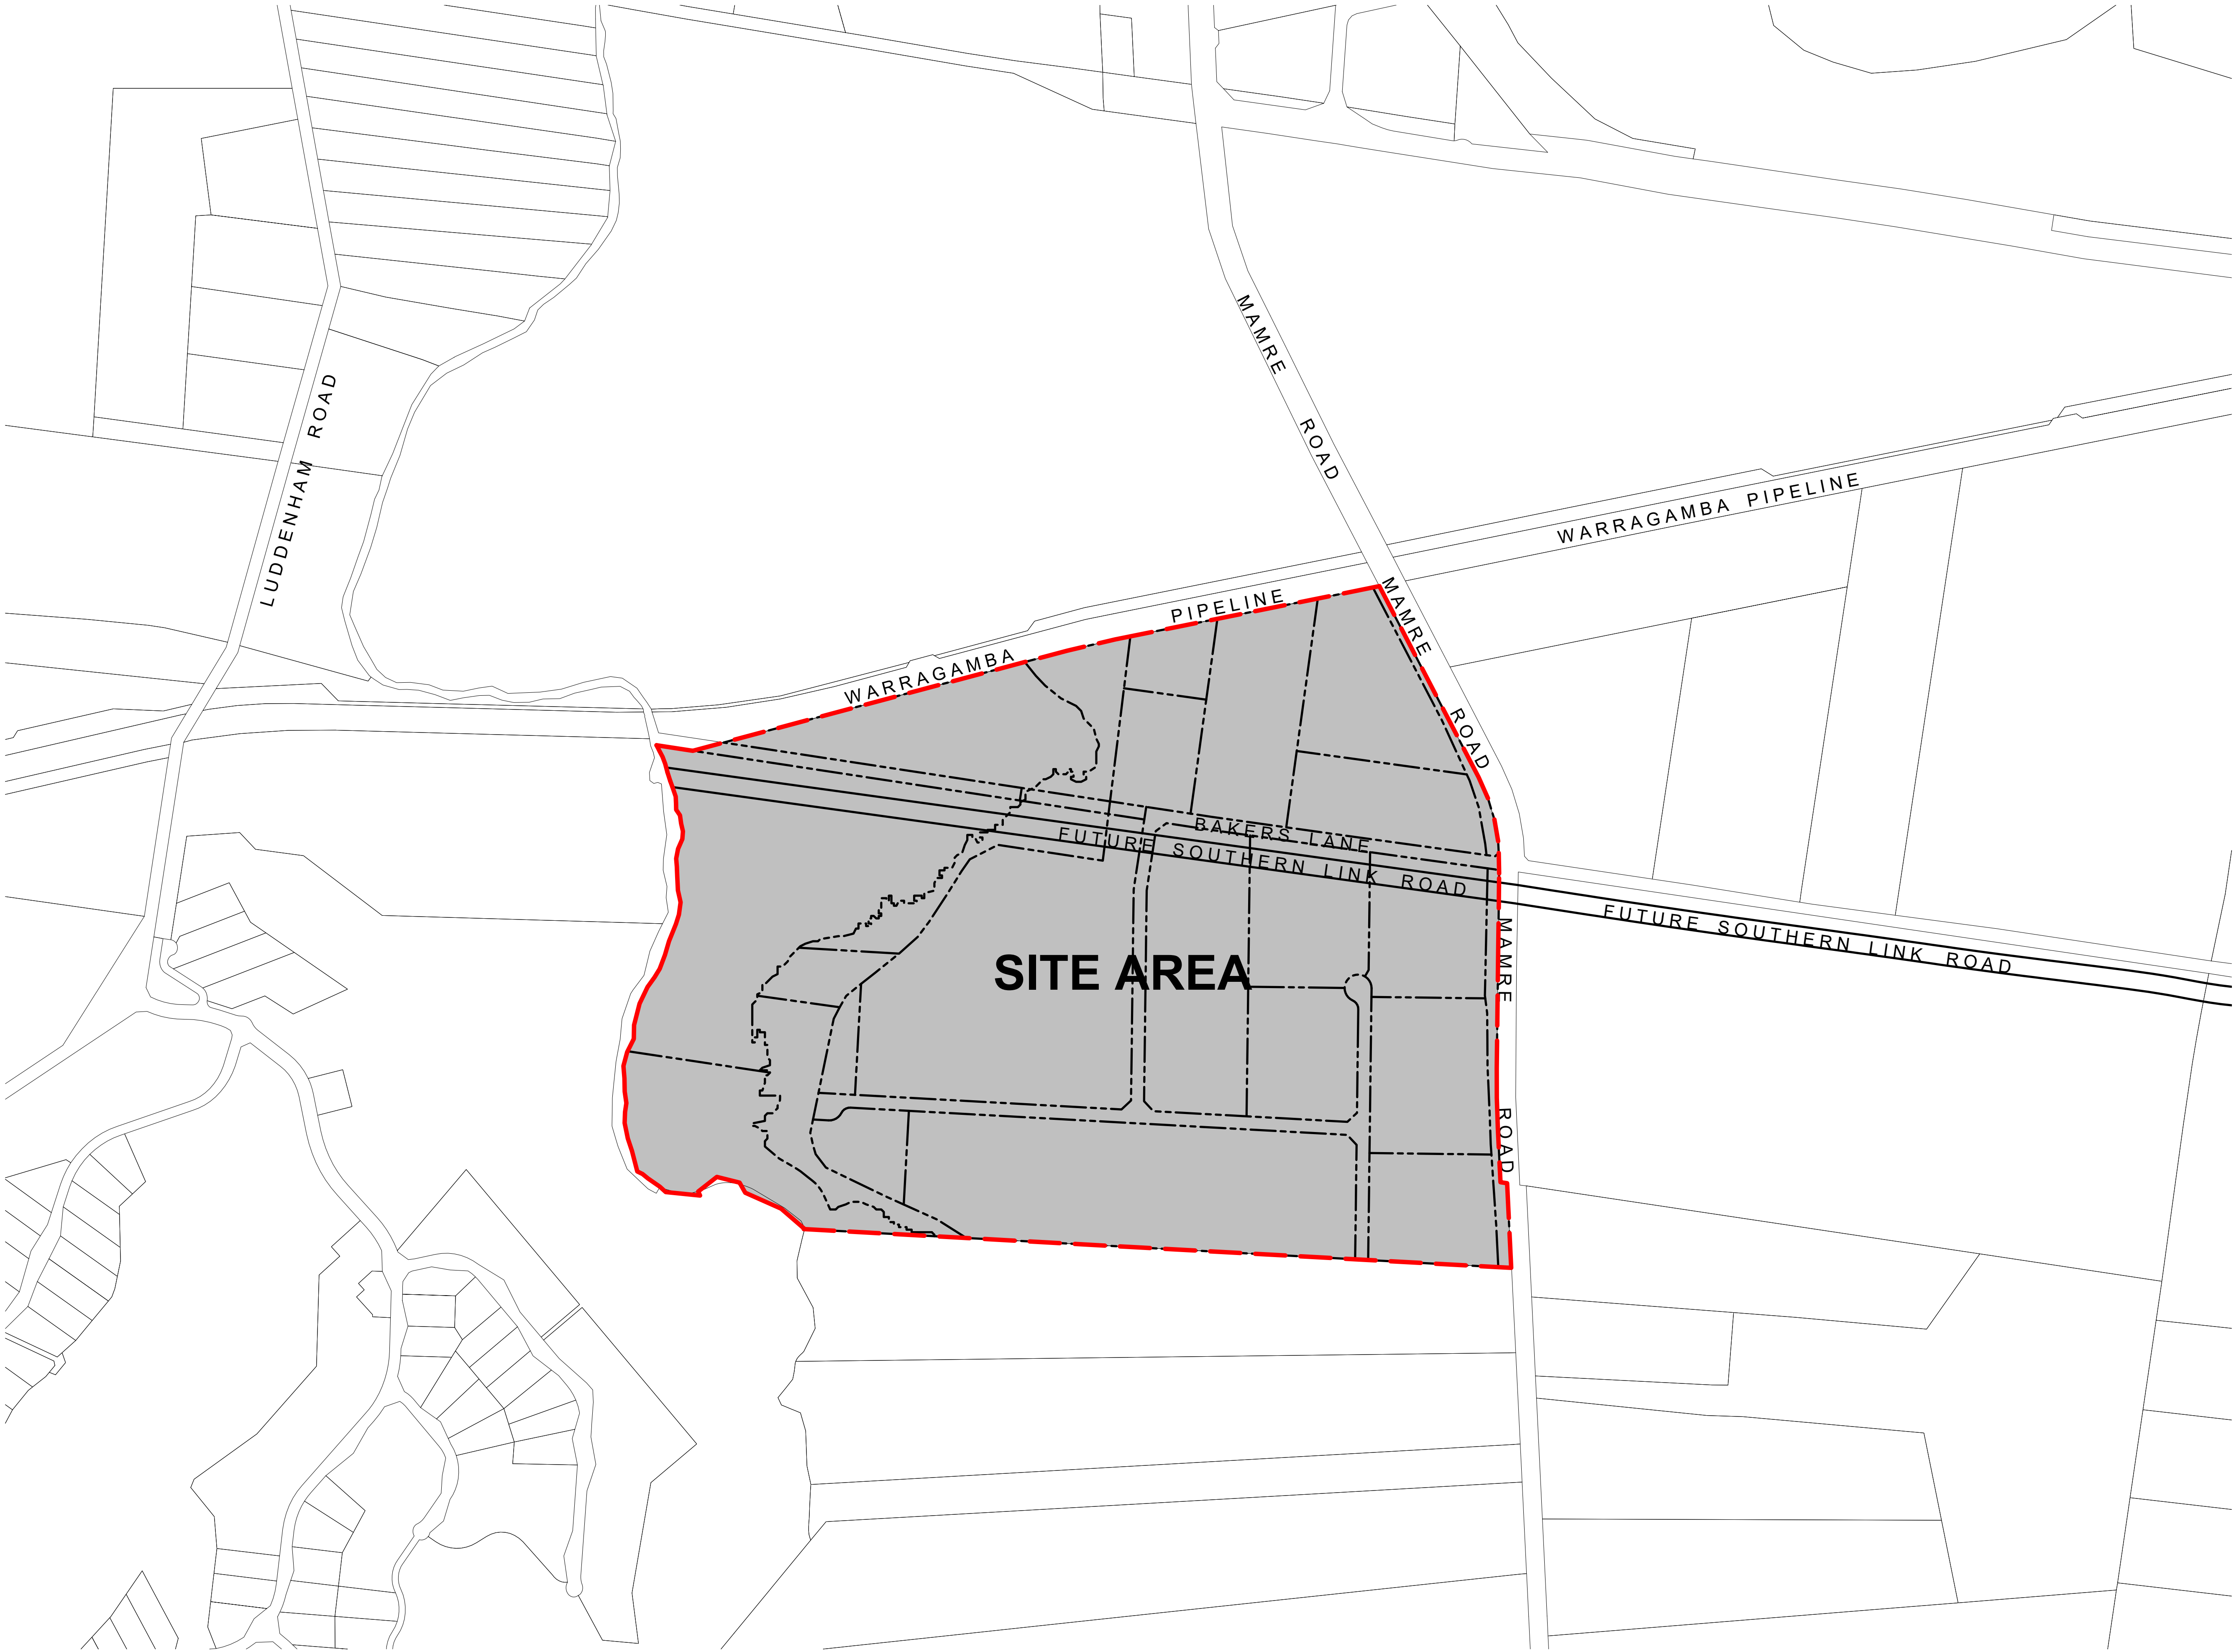 MAMRE ROAD
LUDDENHAM ROAD
WARRAGAMBA PIPELINE
WARRAGAMBA PIPELINE
MAMRE ROAD
BAKERS LANE
FUTURE SOUTHERN LINK ROAD
FUTURE SOUTHERN LINK ROAD
SITE AREA
MAMRE ROAD